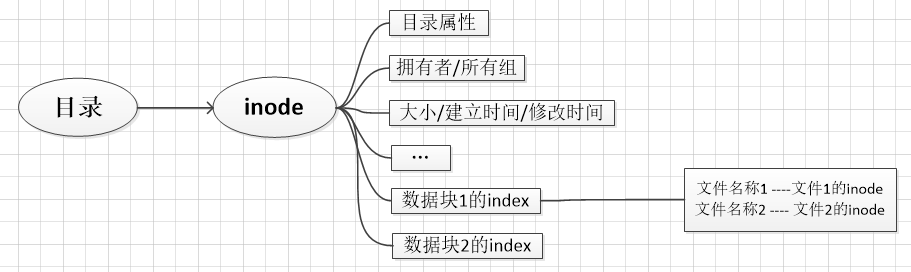 目录
inode
目录属性
拥有者/所有组
大小/建立时间/修改时间
...
数据块1的index
数据块2的index
文件名称1 ----文件1的inode
文件名称2 ---- 文件2的inode